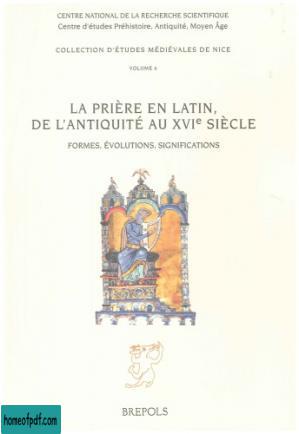 CENTRE NATIONAL DE LA RECHERCHE SCIENTIFIQUE
Centre d'études Préhistoire, Antiquité, Moyen Âge
COLLECTION D'ÉTUDES MÉDIÉVALES DE NICE
VOLUME 6
LA PRIÈRE EN LATIN,
DE L'ANTIQUITÉ AU XVIe SIÈCLE
FORMES, ÉVOLUTIONS, SIGNIFICATIONS
BREPOLS
homeofpdf.com